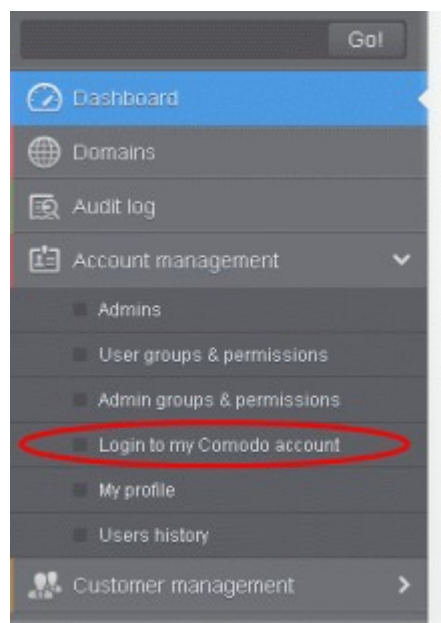 Go!
Dashboard
Domains
Audit log
Account management
Admins
User groups & permissions
Admin groups & permissions
Login to my Comodo account
My profile
Users history
Customer management